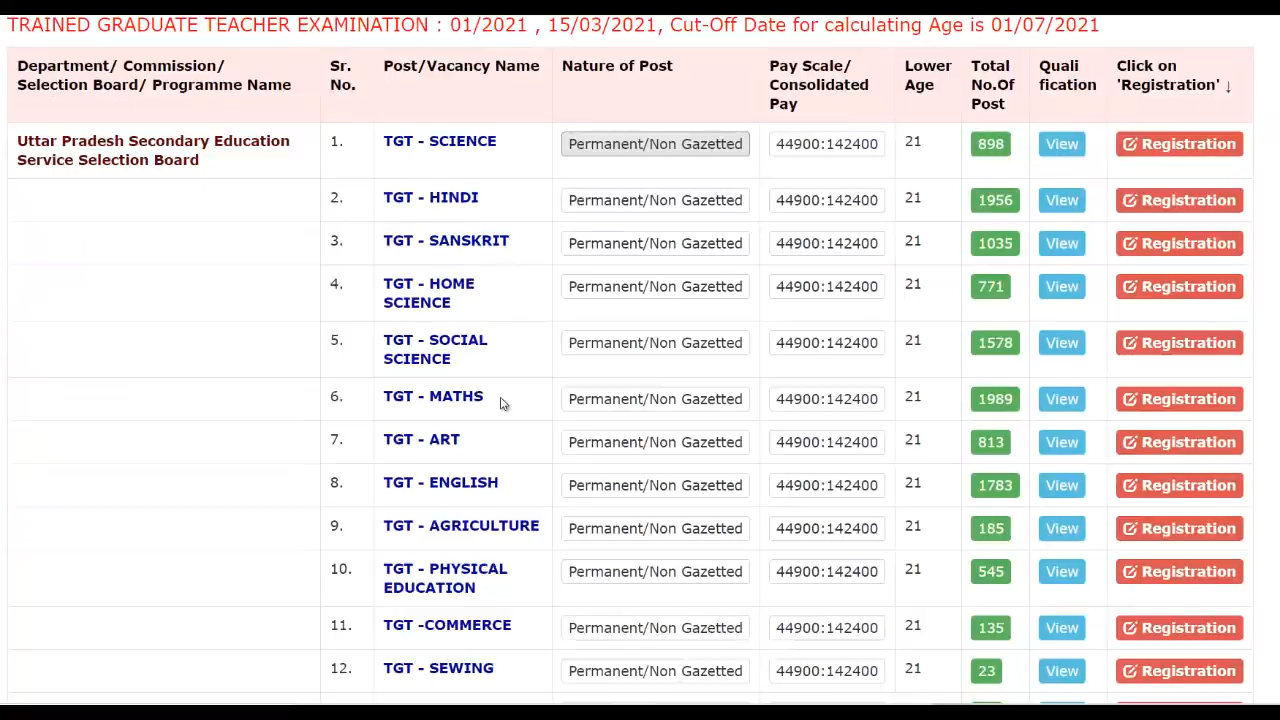 TRAINED GRADUATE TEACHER EXAMINATION : 01/2021 , 15/03/2021, Cut-Off Date for calculating Age is 01/07/2021
Department/ Commission/ Selection Board/ Programme Name Sr. No. Post/Vacancy Name Nature of Post Pay Scale/ Consolidated Pay Lower Age Total No.Of Post Quali fication Click on 'Registration' ↓
Uttar Pradesh Secondary Education Service Selection Board 1. TGT - SCIENCE Permanent/Non Gazetted 44900:142400 21 898 View Registration
2. TGT - HINDI Permanent/Non Gazetted 44900:142400 21 1956 View Registration
3. TGT - SANSKRIT Permanent/Non Gazetted 44900:142400 21 1035 View Registration
4. TGT - HOME SCIENCE Permanent/Non Gazetted 44900:142400 21 771 View Registration
5. TGT - SOCIAL SCIENCE Permanent/Non Gazetted 44900:142400 21 1578 View Registration
6. TGT - MATHS Permanent/Non Gazetted 44900:142400 21 1989 View Registration
7. TGT - ART Permanent/Non Gazetted 44900:142400 21 813 View Registration
8. TGT - ENGLISH Permanent/Non Gazetted 44900:142400 21 1783 View Registration
9. TGT - AGRICULTURE Permanent/Non Gazetted 44900:142400 21 185 View Registration
10. TGT - PHYSICAL EDUCATION Permanent/Non Gazetted 44900:142400 21 545 View Registration
11. TGT -COMMERCE Permanent/Non Gazetted 44900:142400 21 135 View Registration
12. TGT - SEWING Permanent/Non Gazetted 44900:142400 21 23 View Registration